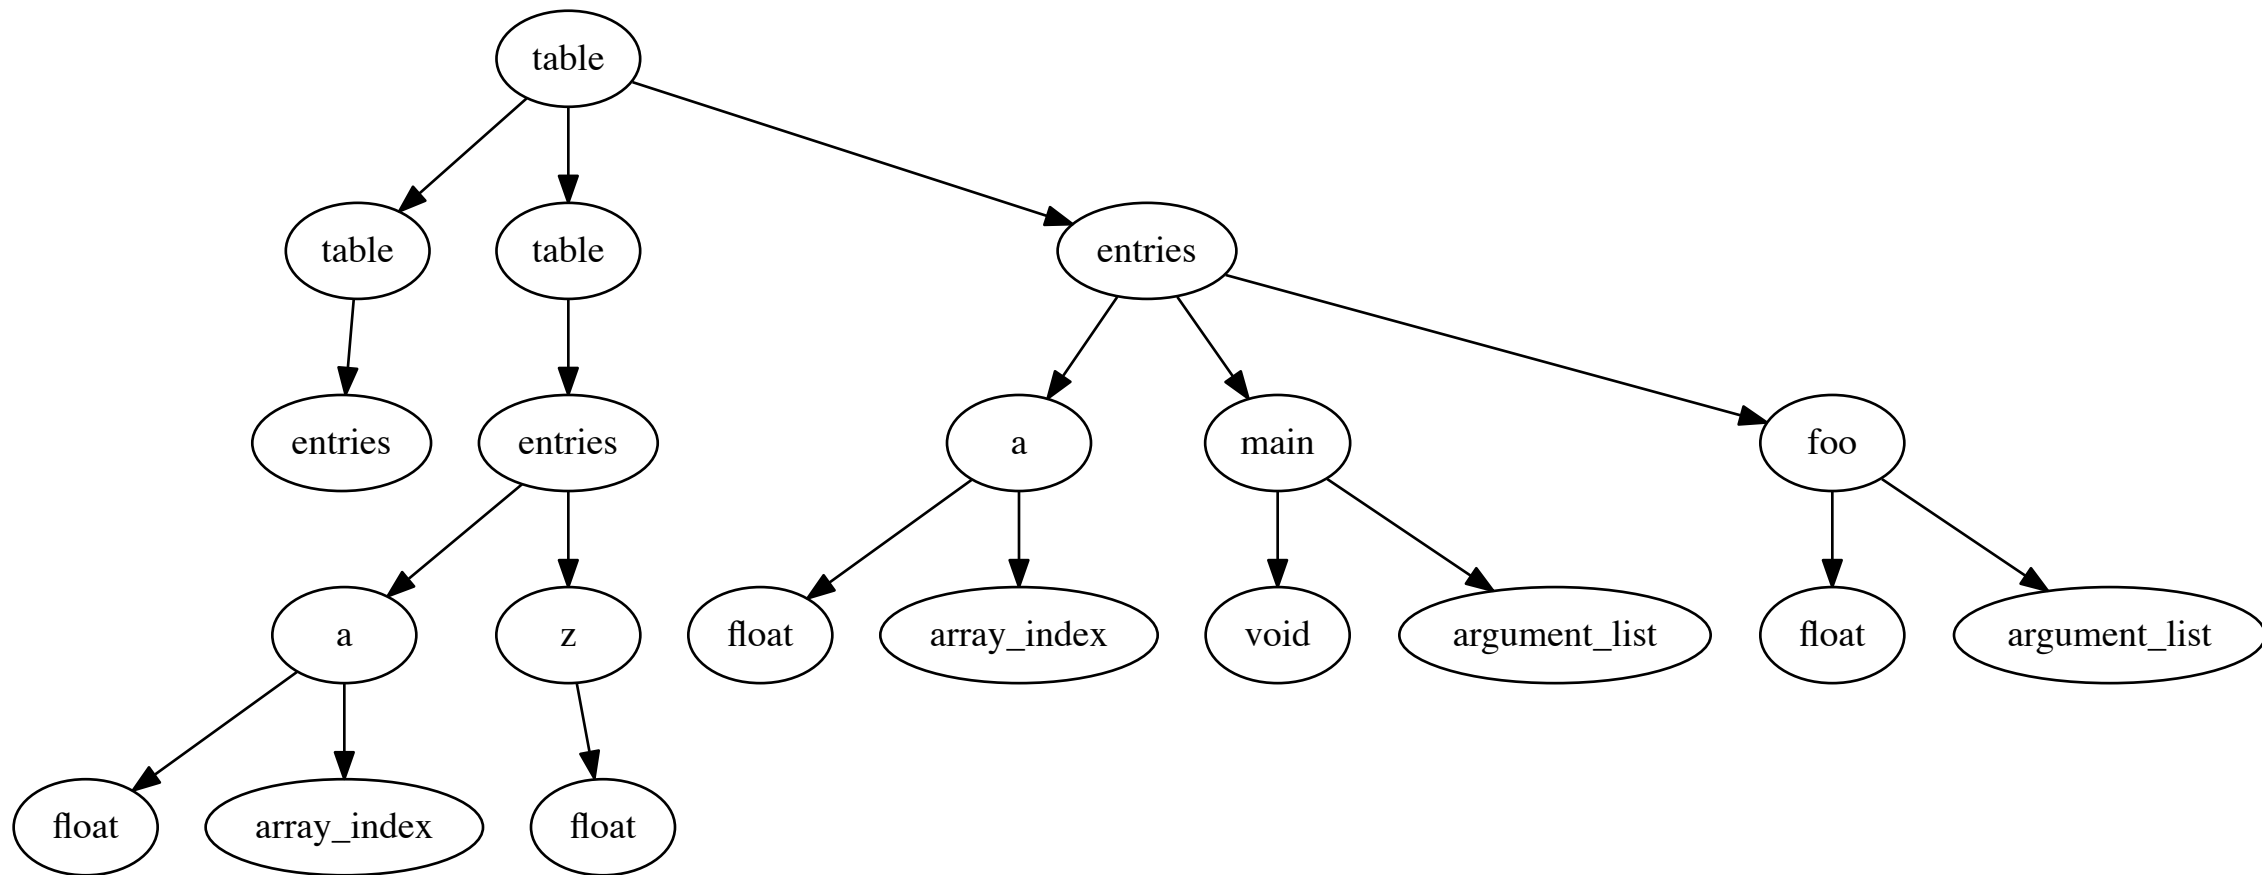 table
table
table
entries
entries
entries
a
main
foo
a
z
float
array_index
void
argument_list
float
argument_list
float
array_index
float